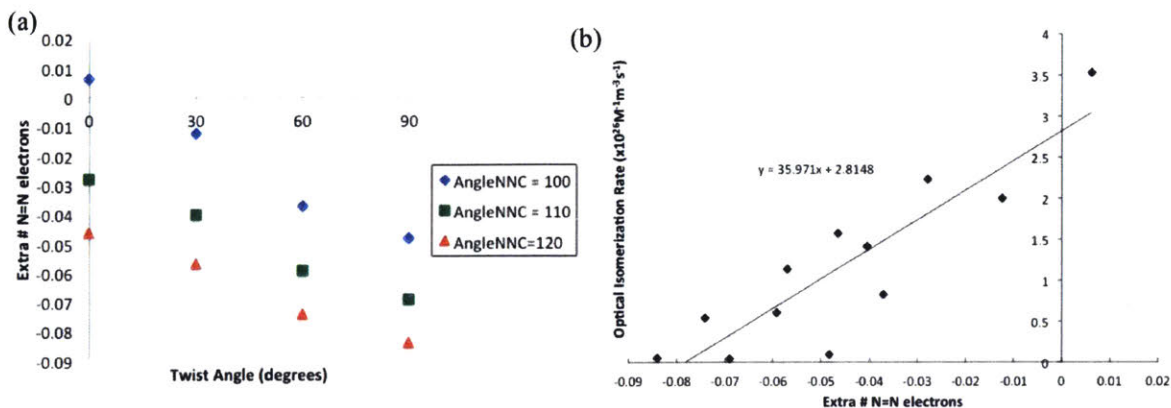 (a)
0.02
0.01
0
-0.01
-0.02
-0.03
-0.04
-0.05
-0.06
-0.07
-0.08
-0.09
Extra # N=N electrons
0 30 60 90
Twist Angle (degrees)
AngleNNC = 100
AngleNNC = 110
AngleNNC=120
(b)
Optical Isomerization Rate (x10²⁶M⁻¹m⁻³s⁻¹)
4
3.5
3
2.5
2
1.5
1
0.5
0
y = 35.971x + 2.8148
-0.09 -0.08 -0.07 -0.06 -0.05 -0.04 -0.03 -0.02 -0.01 0 0.01 0.02
Extra # N=N electrons